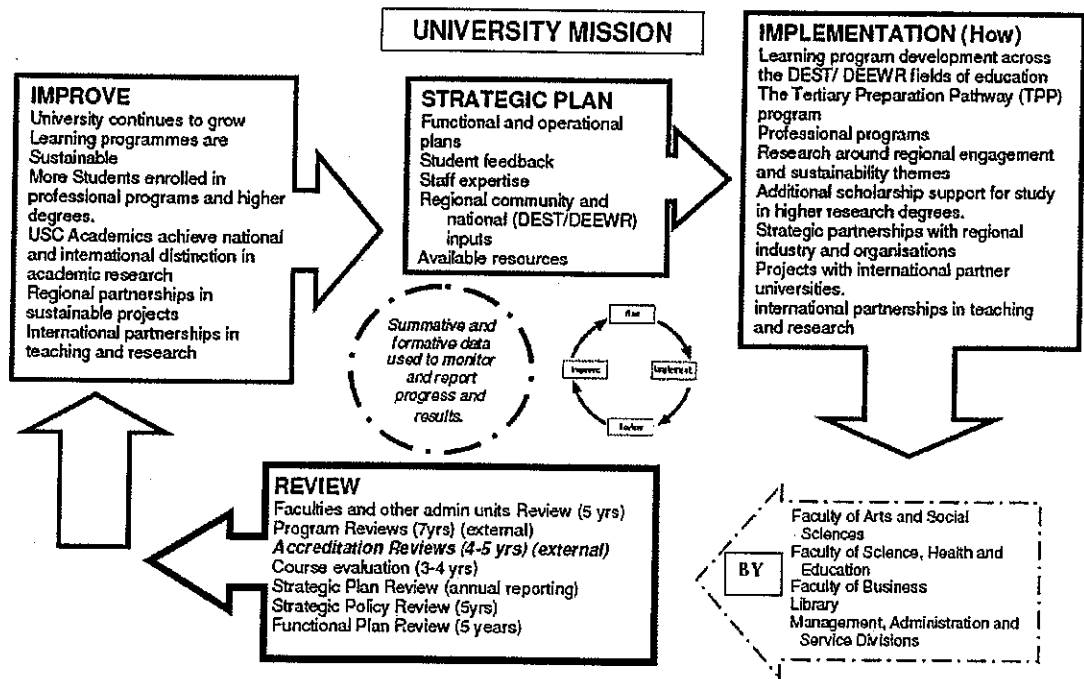 UNIVERSITY MISSION
IMPROVE
University continues to grow
Learning programmes are
Sustainable
More Students enrolled in
professional programs and higher
degrees.
USC Academics achieve national
and international distinction in
academic research
Regional partnerships in
sustainable projects
International partnerships in
teaching and research
STRATEGIC PLAN
Functional and operational
plans
Student feedback
Staff expertise
Regional community and
national (DEST/DEEWR)
inputs
Available resources
IMPLEMENTATION (How)
Learning program development across
the DEST/ DEEWR fields of education
The Tertiary Preparation Pathway (TPP)
program
Professional programs
Research around regional engagement
and sustainability themes
Additional scholarship support for study
in higher research degrees.
Strategic partnerships with regional
industry and organisations
Projects with international partner
universities.
international partnerships in teaching
and research
Summative and
formative data
used to monitor
and report
progress and
results.
Plan
Improve
Implement
Review
REVIEW
Faculties and other admin units Review (5 yrs)
Program Reviews (7yrs) (external)
Accreditation Reviews (4-5 yrs) (external)
Course evaluation (3-4 yrs)
Strategic Plan Review (annual reporting)
Strategic Policy Review (5yrs)
Functional Plan Review (5 years)
BY
Faculty of Arts and Social
Sciences
Faculty of Science, Health and
Education
Faculty of Business
Library
Management, Administration and
Service Divisions